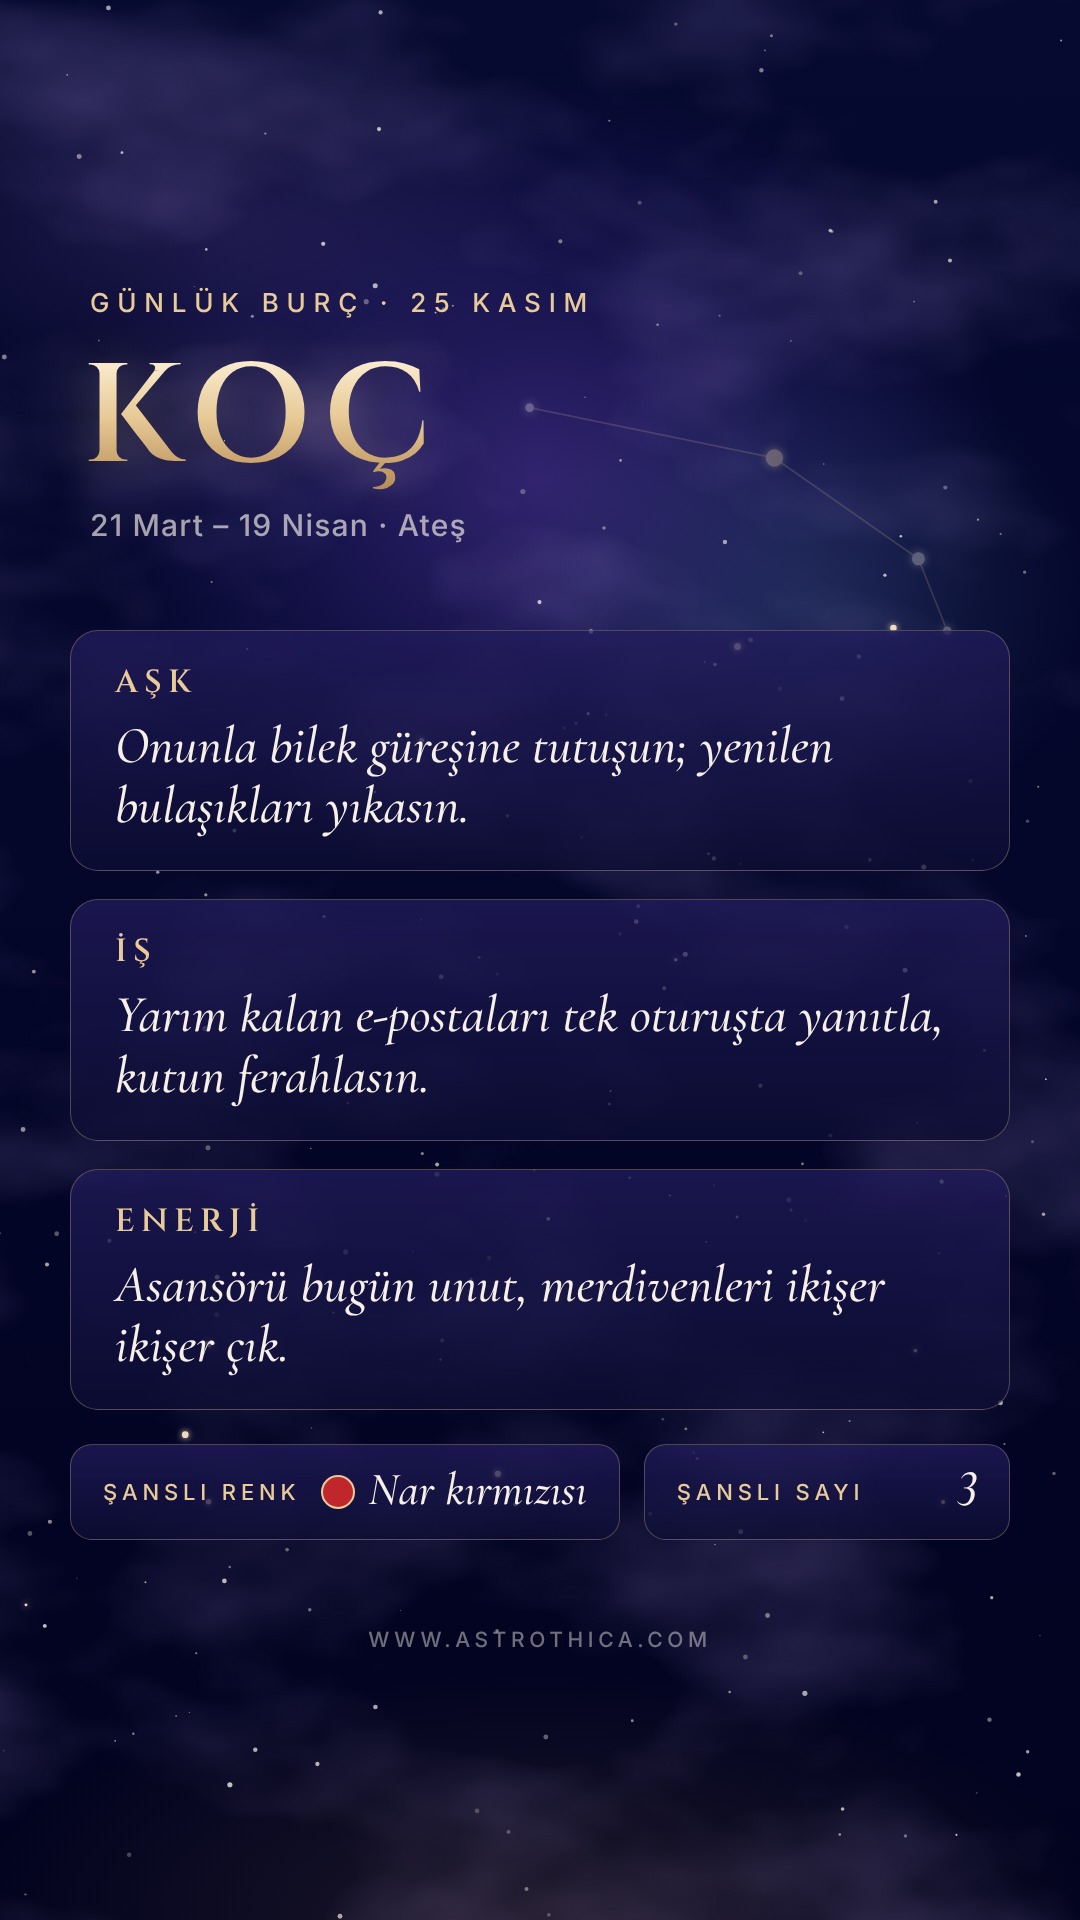 GÜNLÜK BURÇ · 25 KASIM
KOÇ
21 Mart – 19 Nisan · Ateş
AŞK
Onunla bilek güreşine tutuşun; yenilen
bulaşıkları yıkasın.
İŞ
Yarım kalan e-postaları tek oturuşta yanıtla,
kutun ferahlasın.
ENERJİ
Asansörü bugün unut, merdivenleri ikişer
ikişer çık.
ŞANSLI RENK Nar kırmızısı
ŞANSLI SAYI 3
WWW.ASTROTHICA.COM